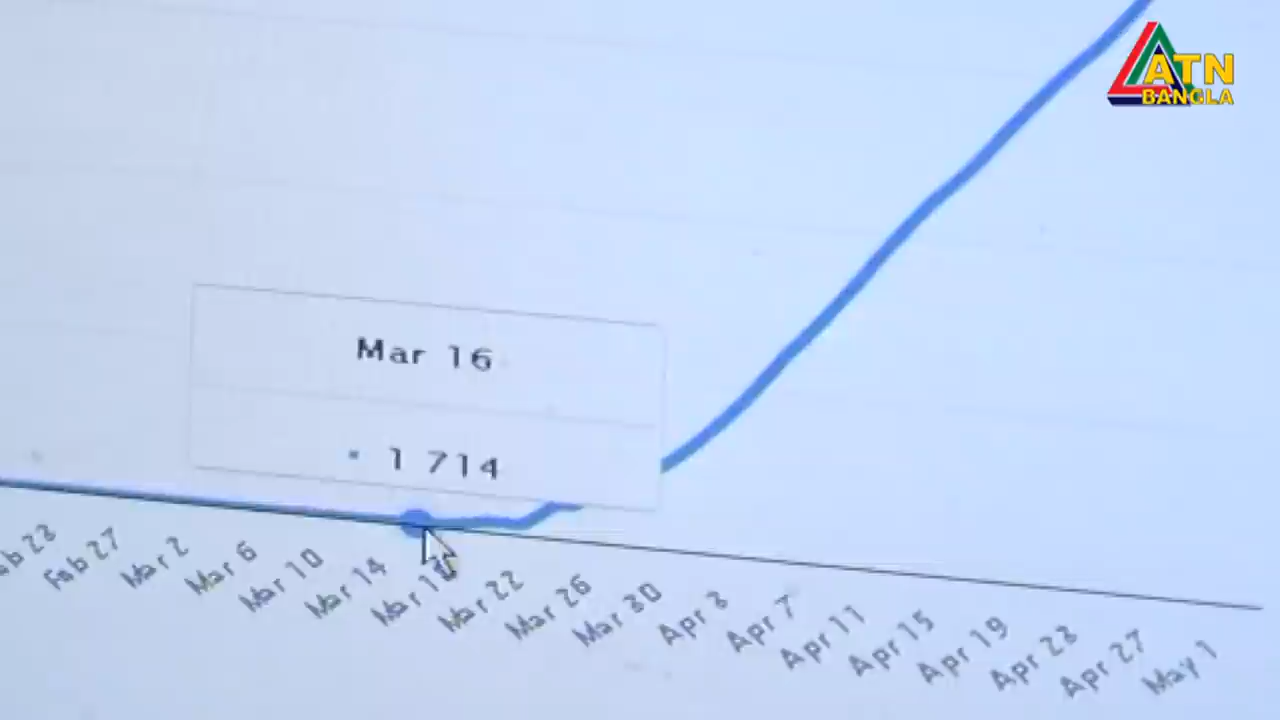 ATN
BANGLA
Mar 16
1 714
Feb 27
Mar 2
Mar 6
Mar 10
Mar 14
Mar 18
Mar 22
Mar 26
Mar 30
Apr 3
Apr 7
Apr 11
Apr 15
Apr 19
Apr 23
Apr 27
May 1